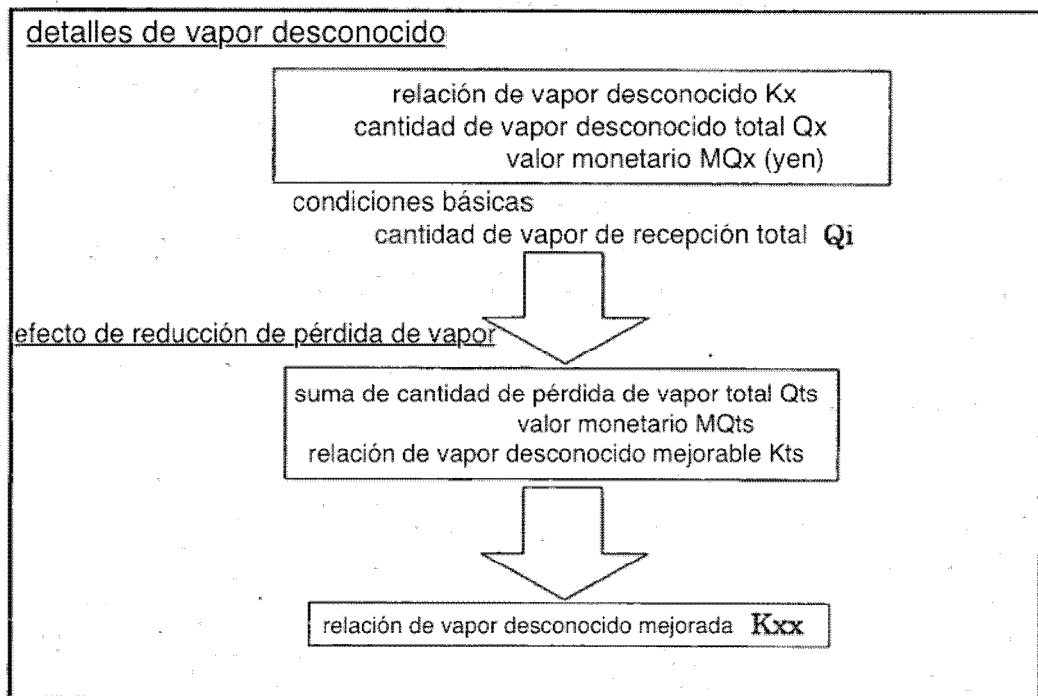 detalles de vapor desconocido
relación de vapor desconocido Kx
cantidad de vapor desconocido total Qx
valor monetario MQx (yen)
condiciones básicas
cantidad de vapor de recepción total Qi
efecto de reducción de pérdida de vapor
suma de cantidad de pérdida de vapor total Qts
valor monetario MQts
relación de vapor desconocido mejorable Kts
relación de vapor desconocido mejorada Kxx